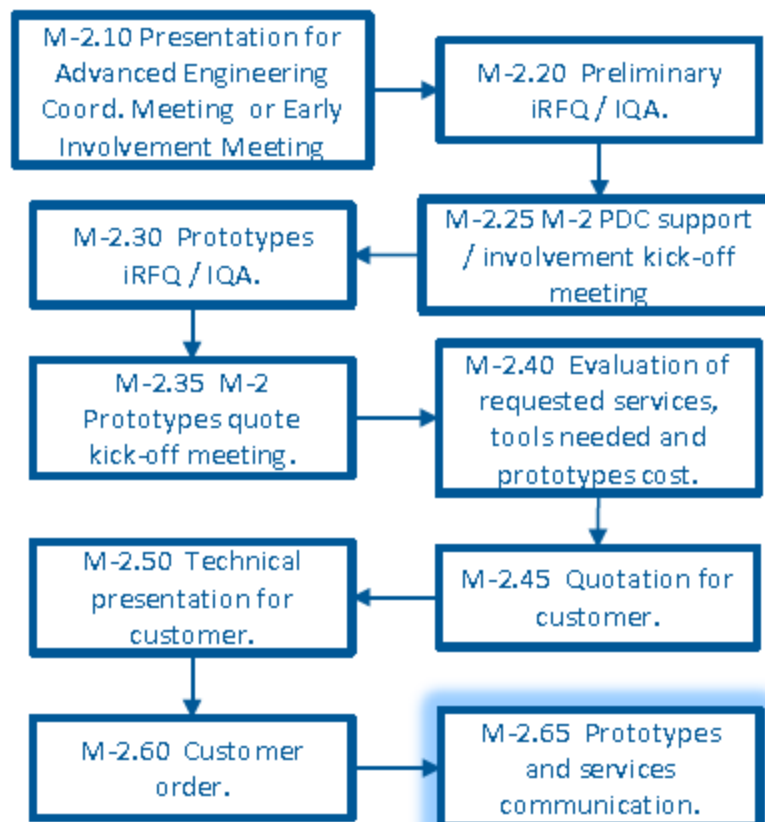 M-2.10 Presentation for
Advanced Engineering
Coord. Meeting or Early
Involvement Meeting
M-2.20 Preliminary
iRFQ / IQA.
M-2.25 M-2 PDC support
/ involvement kick-off
meeting
M-2.30 Prototypes
iRFQ / IQA.
M-2.35 M-2
Prototypes quote
kick-off meeting.
M-2.40 Evaluation of
requested services,
tools needed and
prototypes cost.
M-2.45 Quotation for
customer.
M-2.50 Technical
presentation for
customer.
M-2.60 Customer
order.
M-2.65 Prototypes
and services
communication.